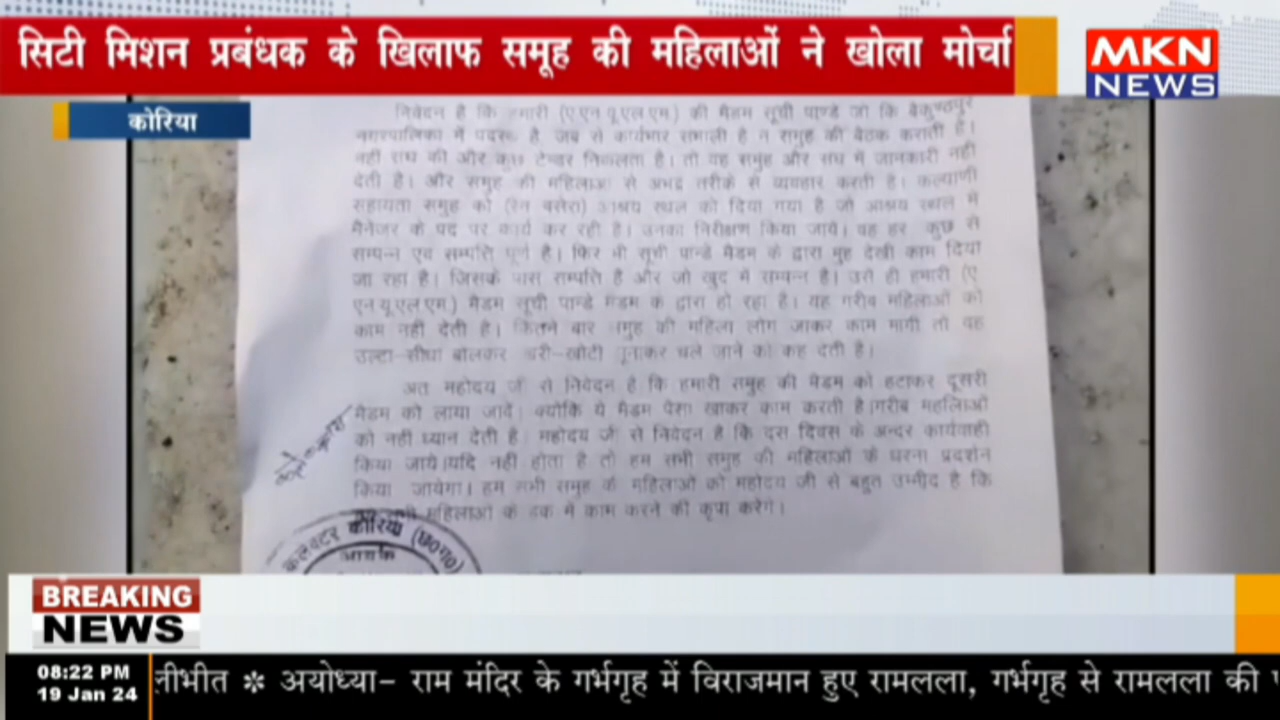 सिटी मिशन प्रबंधक के खिलाफ समूह की महिलाओं ने खोला मोर्चा
MKN
NEWS
कोरिया
निवेदन है कि हमारी (एएनयूएलएम) की मैडम सूची पाण्डे जो कि बैकुण्ठपुर
नगरपालिका में पदस्थ है, जब से कार्यभार सभाली है न समुह की बैठक कराती है।
नहीं संघ की और कुछ टेन्डर निकलता है। तो वह समुह और संघ में जानकारी नहीं
देती है। और समुह की महिलाओं से अभद्र तरीके से व्यवहार करती है। कल्याणी
सहायता समुह को (रेन बसेरा) आश्रय स्थल को दिया गया है जो आश्रय स्थल में
मैनेजर के पद पर कार्य कर रही है। उनका निरीक्षण किया जाये। वह हर कुछ से
सम्पन्न एवं सम्पत्ति पूर्ण है। फिर भी सूची पान्डे मैडम के द्वारा मुह देखी काम दिया
जा रहा है। जिसके पास सम्पति है और जो खुद में सम्पन्न है। उसे ही हमारी (ए
एनयूएलएम) मैडम सूची पान्डे मैडम के द्वारा हो रहा है। यह गरीब महिलाओं को
काम नहीं देती है। कितने बार समुह की महिला लोग जाकर काम मांगी तो वह
उल्टा–सीधा बोलकर खरी–खोटी सूनाकर चले जाने को कह देती है।
अतः महोदय जी से निवेदन है कि हमारी समुह की मैडम को हटाकर दूसरी
मैडम को लाया जावे। क्योकि ये मैडम पैसा खाकर काम करती है।गरीब महलिाओं
को नहीं ध्यान देती है। महोदय जी से निवेदन है कि दस दिवस के अन्दर कार्यवाही
किया जाये।यदि नहीं होता है तो हम सभी समुह की महिलाओं के धरना प्रदर्शन
किया जायेगा। हम सभी समुह के महिलाओं को महोदय जी से बहुत उम्मीद है कि
महिलाओं के हक में काम करने की कृपा करेंगे।
कलेक्टर कोरिया (छ०ग०)
BREAKING
NEWS
08:22 PM
19 Jan 24
लीभीत * अयोध्या– राम मंदिर के गर्भगृह में विराजमान हुए रामलला, गर्भगृह से रामलला की